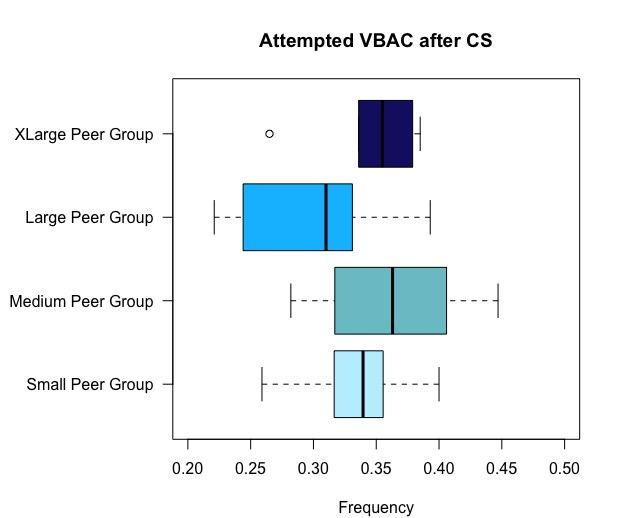 Attempted VBAC after CS
XLarge Peer Group
Large Peer Group
Medium Peer Group
Small Peer Group
0.20 0.25 0.30 0.35 0.40 0.45 0.50
Frequency